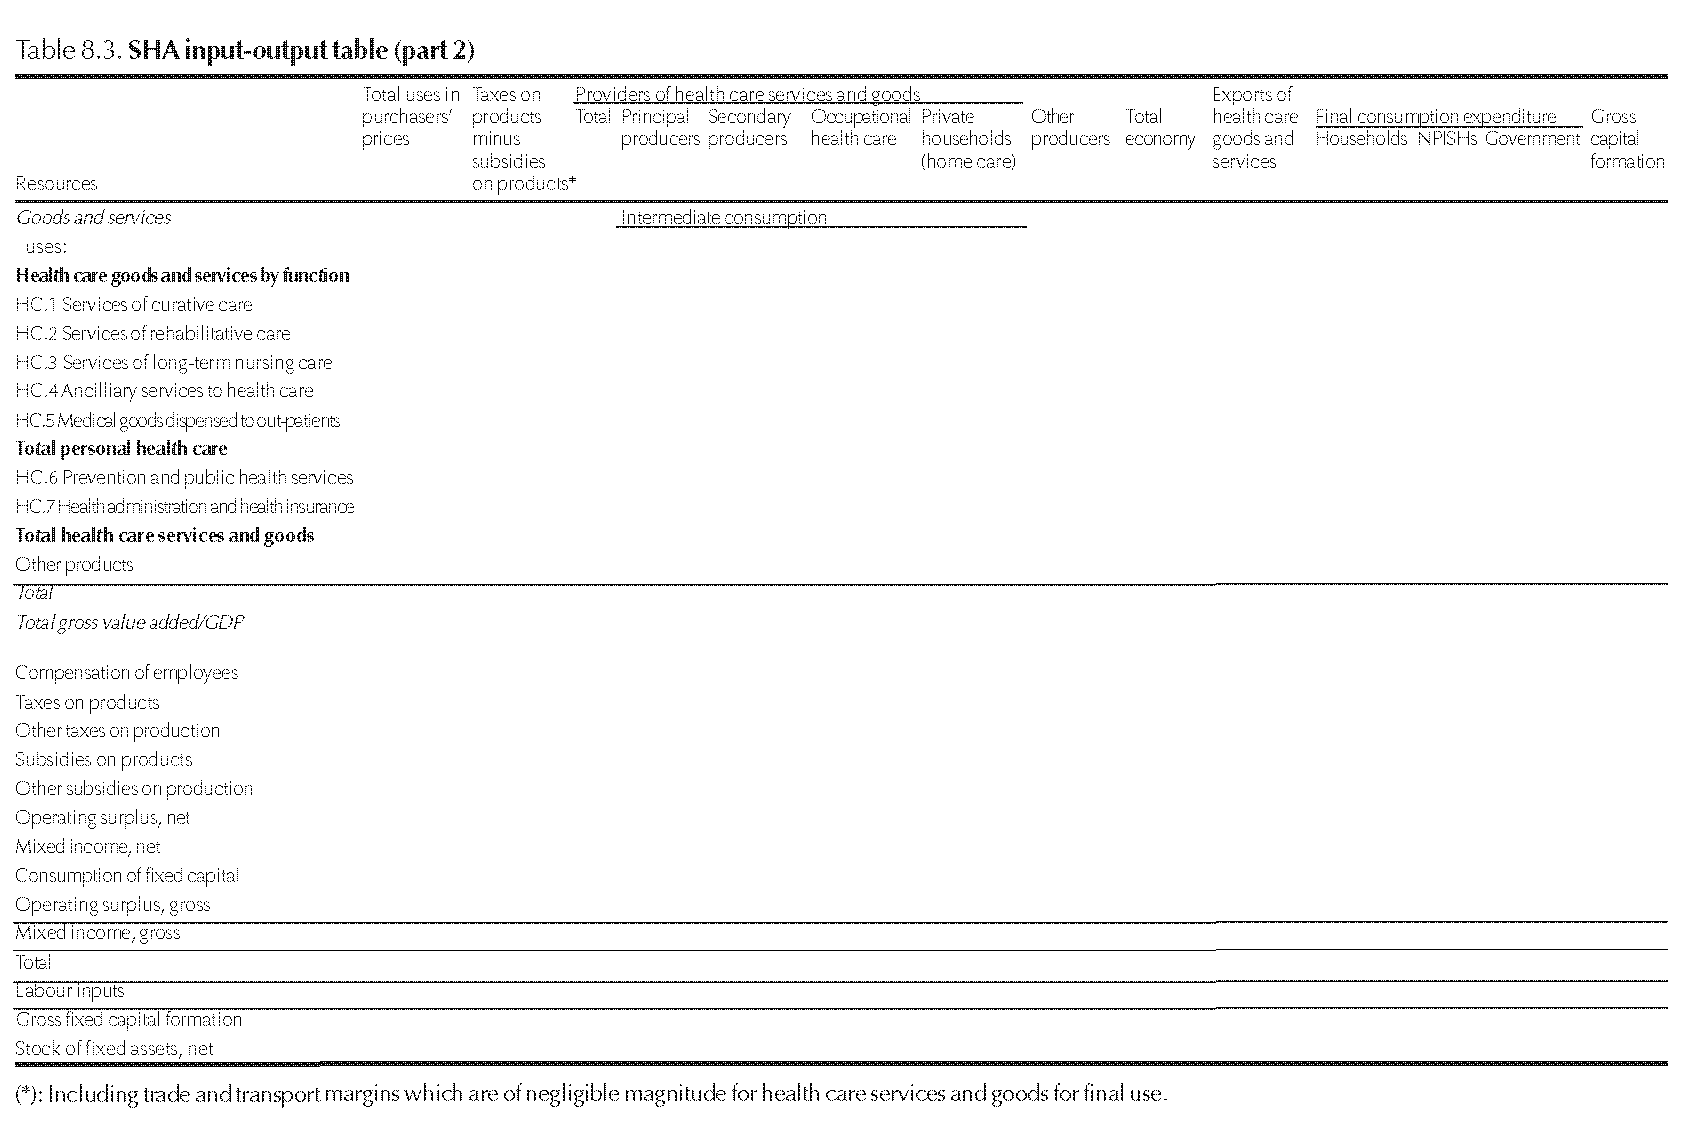 Table 8.3. SHA input-output table (part 2)
Total uses in purchasers' prices
Taxes on products minus subsidies on products*
Providers of health care services and goods
Total
Principal producers
Secondary producers
Occupational health care
Private households (home care)
Other producers
Total economy
Exports of health care goods and services
Final consumption expenditure
Households NPISHs Government
Gross capital formation
Resources
Goods and services
Intermediate consumption
uses:
Health care goods and services by function
HC.1 Services of curative care
HC.2 Services of rehabilitative care
HC.3 Services of long-term nursing care
HC.4 Ancilliary services to health care
HC.5 Medical goods dispensed to out-patients
Total personal health care
HC.6 Prevention and public health services
HC.7 Health administration and health insurance
Total health care services and goods
Other products
Total
Total gross value added/GDP
Compensation of employees
Taxes on products
Other taxes on production
Subsidies on products
Other subsidies on production
Operating surplus, net
Mixed income, net
Consumption of fixed capital
Operating surplus, gross
Mixed income, gross
Total
Labour inputs
Gross fixed capital formation
Stock of fixed assets, net
(*): Including trade and transport margins which are of negligible magnitude for health care services and goods for final use.